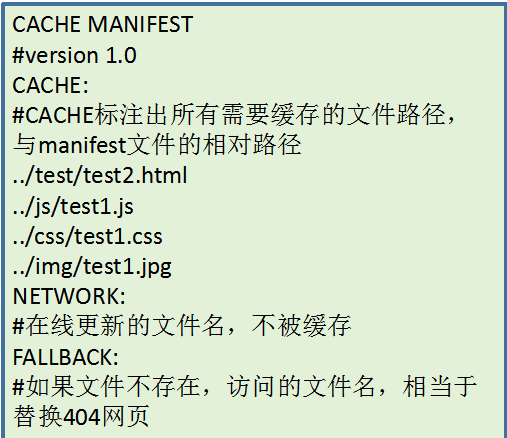 CACHE MANIFEST
#version 1.0
CACHE:
#CACHE标注出所有需要缓存的文件路径，
与manifest文件的相对路径
../test/test2.html
../js/test1.js
../css/test1.css
../img/test1.jpg
NETWORK:
#在线更新的文件名，不被缓存
FALLBACK:
#如果文件不存在，访问的文件名，相当于
替换404网页